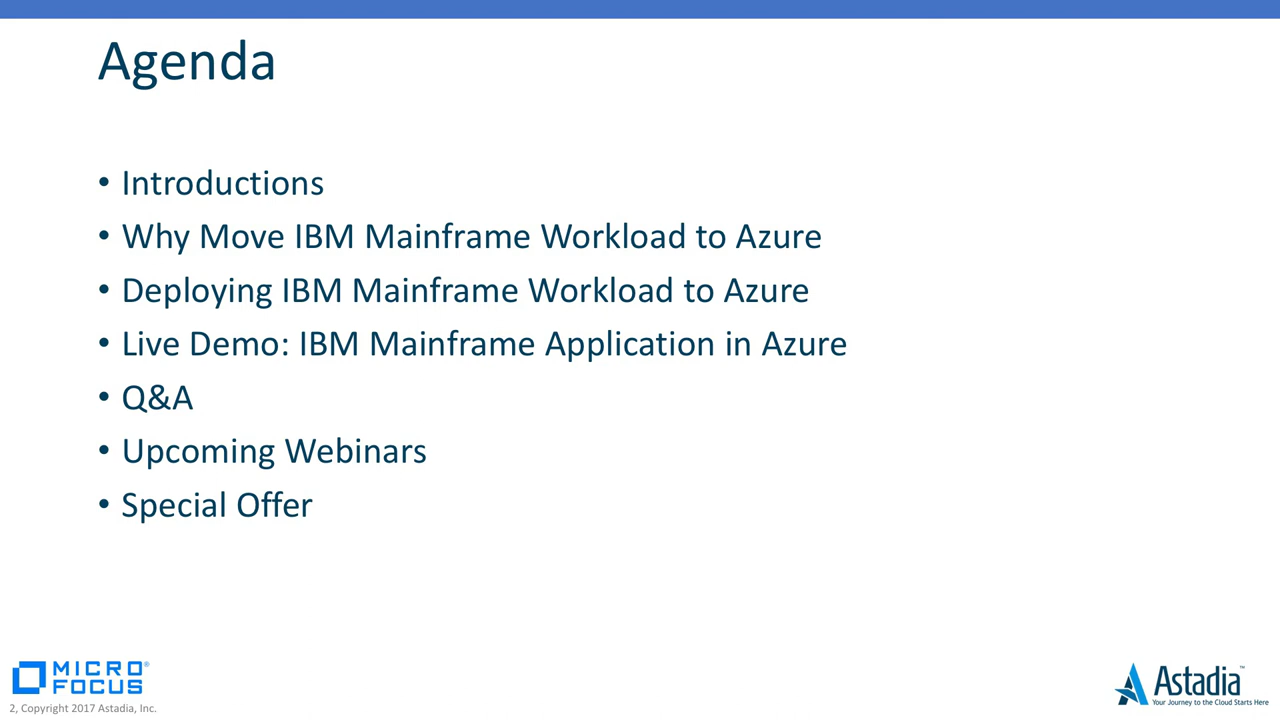 Agenda
• Introductions
• Why Move IBM Mainframe Workload to Azure
• Deploying IBM Mainframe Workload to Azure
• Live Demo: IBM Mainframe Application in Azure
• Q&A
• Upcoming Webinars
• Special Offer
MICRO®
FOCUS
2, Copyright 2017 Astadia, Inc.
Astadia™
Your Journey to the Cloud Starts Here